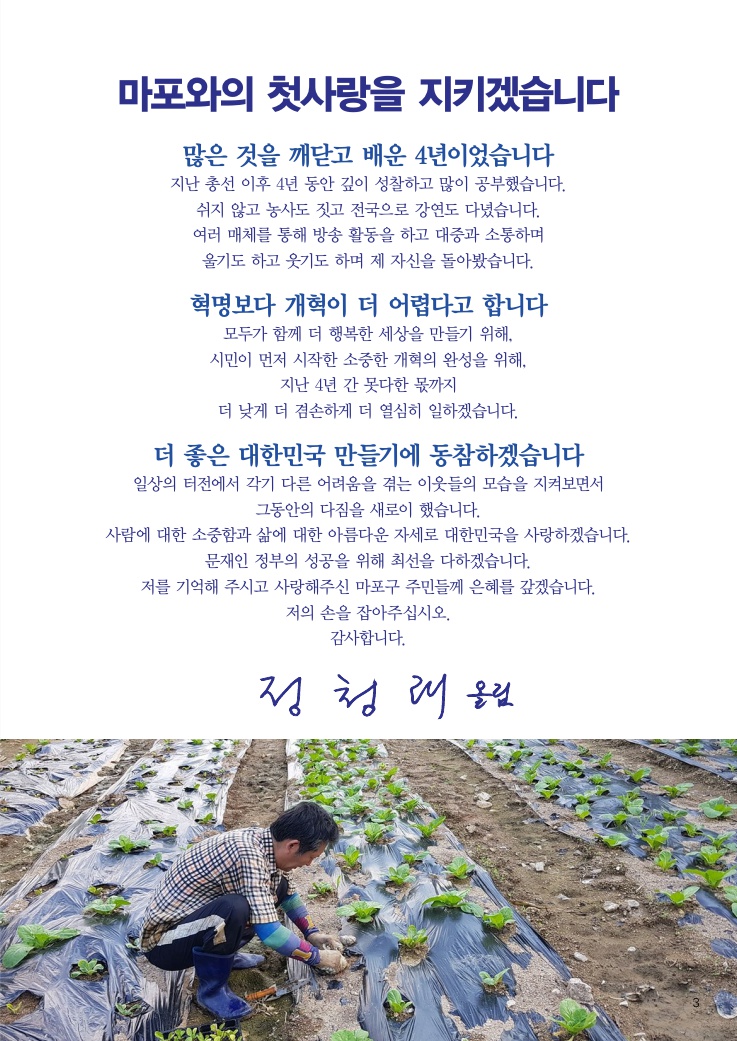 마포와의 첫사랑을 지키겠습니다
많은 것을 깨닫고 배운 4년이었습니다
지난 총선 이후 4년 동안 깊이 성찰하고 많이 공부했습니다.
쉬지 않고 농사도 짓고 전국으로 강연도 다녔습니다.
여러 매체를 통해 방송 활동을 하고 대중과 소통하며
울기도 하고 웃기도 하며 제 자신을 돌아봤습니다.
혁명보다 개혁이 더 어렵다고 합니다
모두가 함께 더 행복한 세상을 만들기 위해,
시민이 먼저 시작한 소중한 개혁의 완성을 위해,
지난 4년 간 못다한 몫까지
더 낮게 더 겸손하게 더 열심히 일하겠습니다.
더 좋은 대한민국 만들기에 동참하겠습니다
일상의 터전에서 각기 다른 어려움을 겪는 이웃들의 모습을 지켜보면서
그동안의 다짐을 새로이 했습니다.
사람에 대한 소중함과 삶에 대한 아름다운 자세로 대한민국을 사랑하겠습니다.
문재인 정부의 성공을 위해 최선을 다하겠습니다.
저를 기억해 주시고 사랑해주신 마포구 주민들께 은혜를 갚겠습니다.
저의 손을 잡아주십시오.
감사합니다.
정청래 올림
3